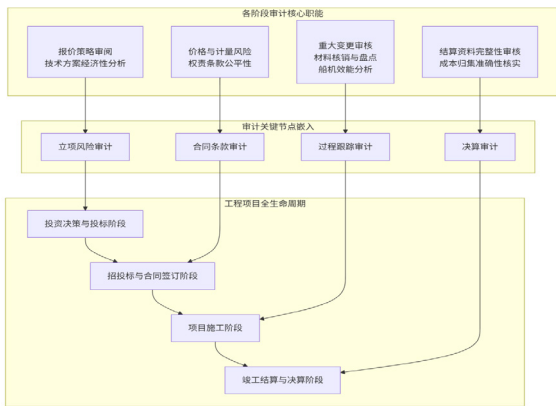 各阶段审计核心职能
报价策略审阅
技术方案经济性分析
价格与计量风险
权责条款公平性
重大变更审核
材料核销与盘点
船机效能分析
结算资料完整性审核
成本归集准确性核实
审计关键节点嵌入
立项风险审计
合同条款审计
过程跟踪审计
决算审计
工程项目全生命周期
投资决策与投标阶段
招投标与合同签订阶段
项目施工阶段
竣工结算与决算阶段